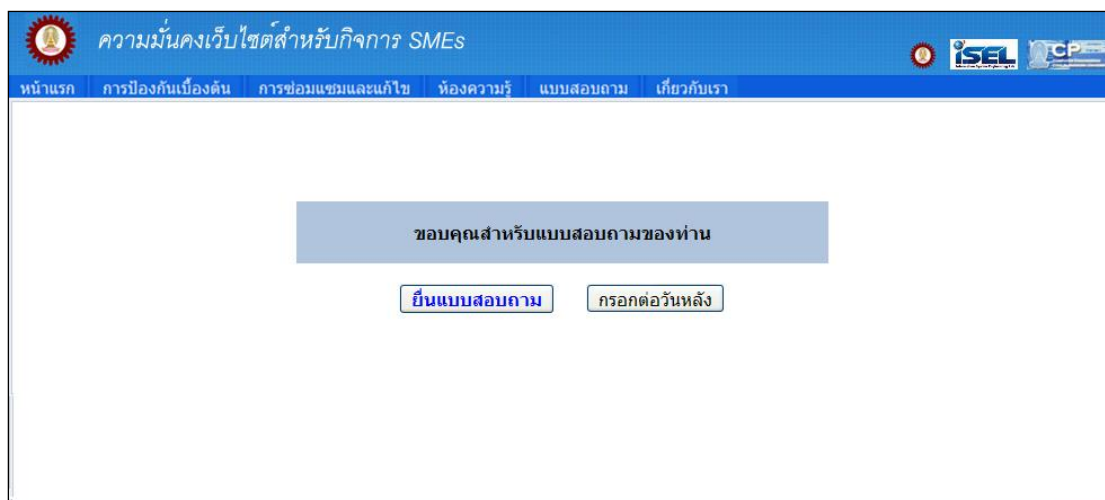 ความมั่นคงเว็บไซต์สำหรับกิจการ SMEs
iSEL CP
หน้าแรก การป้องกันเบื้องต้น การซ่อมแซมและแก้ไข ห้องความรู้ แบบสอบถาม เกี่ยวกับเรา
ขอบคุณสำหรับแบบสอบถามของท่าน
ยื่นแบบสอบถาม กรอกต่อวันหลัง